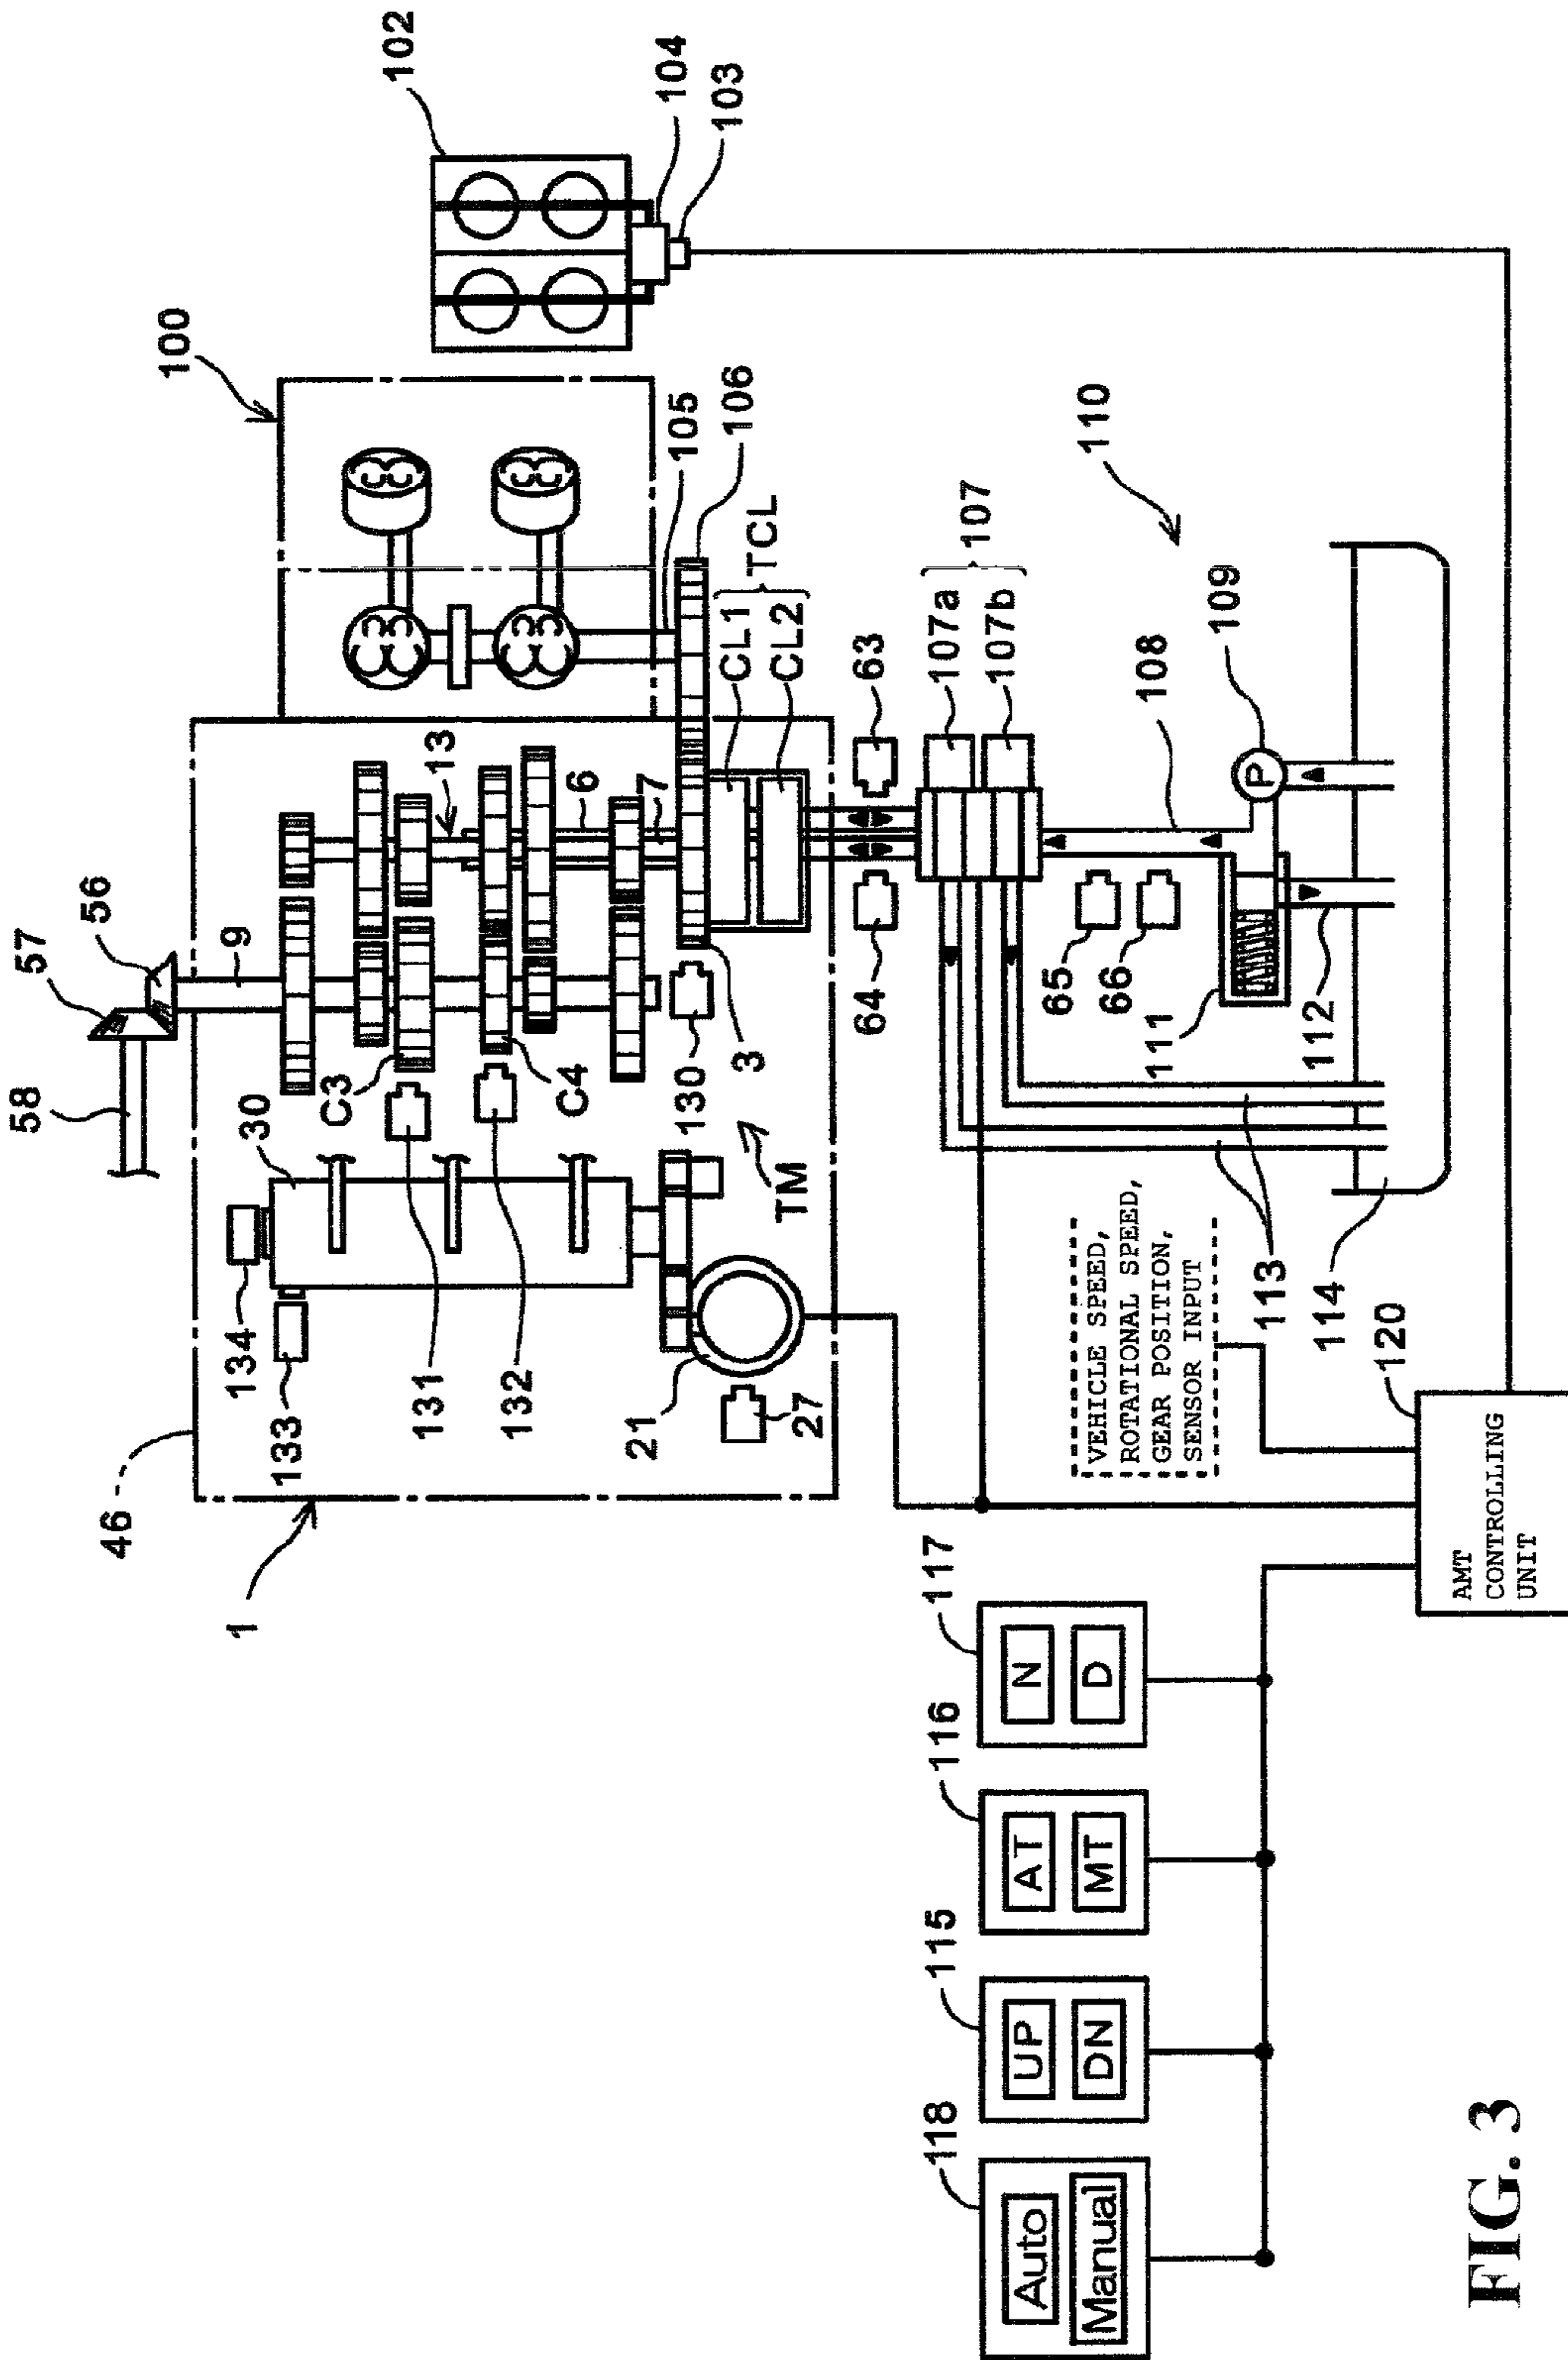 58
57
56
9
46
1
134
30
133
C3
131
132
C4
21
27
TM
130
3
13
6
7
100
102
104
103
105
106
CL1
CL2
TCL
63
64
107a
107b
107
65
66
108
109
110
P
111
112
113
114
VEHICLE SPEED,
ROTATIONAL SPEED,
GEAR POSITION,
SENSOR INPUT
120
AMT
CONTROLLING
UNIT
118
Auto
Manual
115
UP
DN
116
AT
MT
117
N
D
FIG. 3